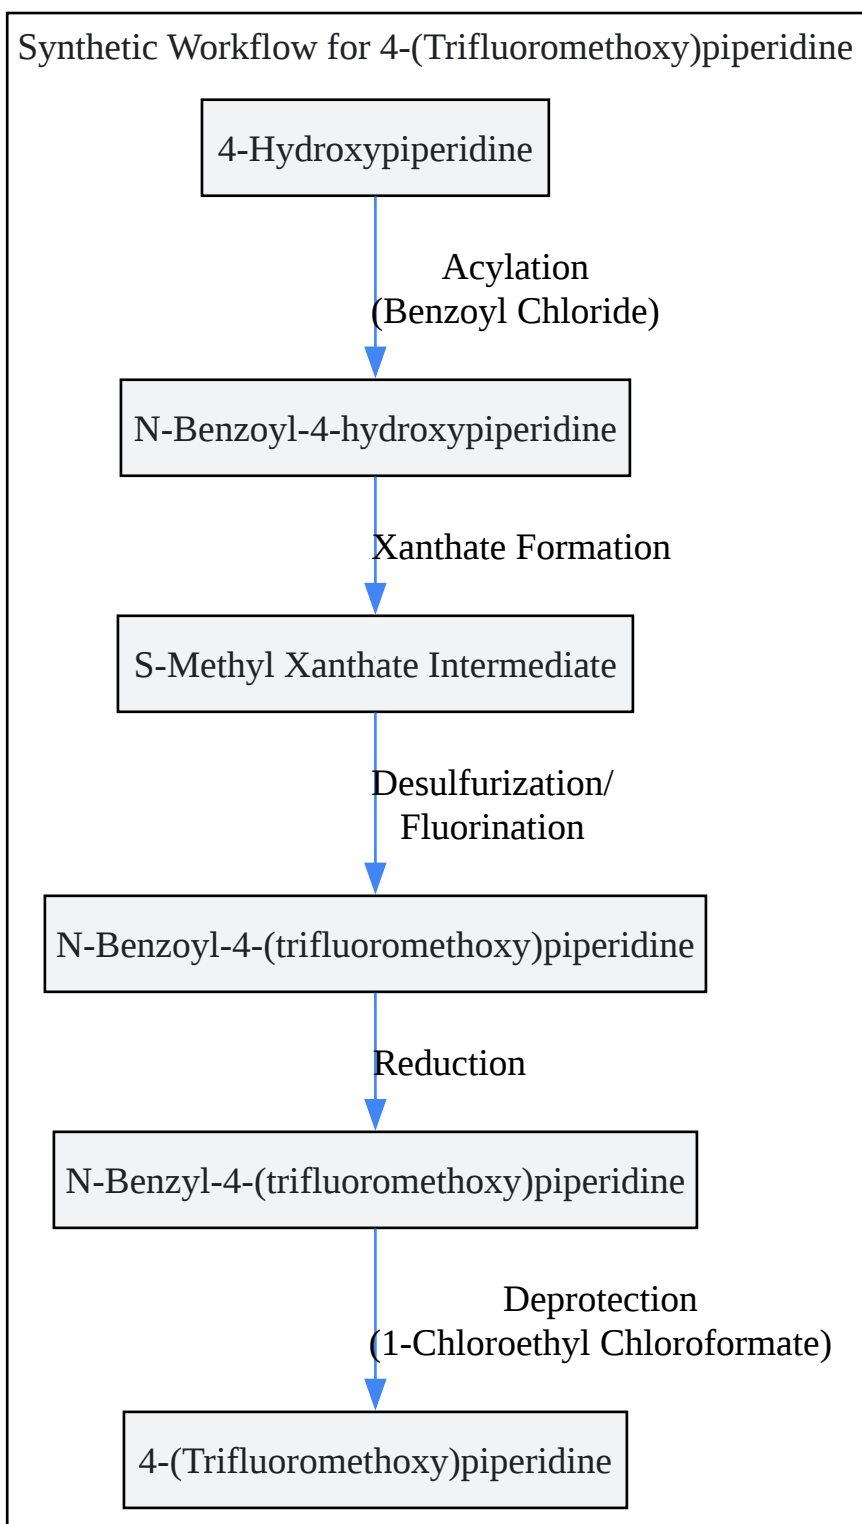 Synthetic Workflow for 4-(Trifluoromethoxy)piperidine
4-Hydroxypiperidine
Acylation
(Benzoyl Chloride)
N-Benzoyl-4-hydroxypiperidine
Xanthate Formation
S-Methyl Xanthate Intermediate
Desulfurization/
Fluorination
N-Benzoyl-4-(trifluoromethoxy)piperidine
Reduction
N-Benzyl-4-(trifluoromethoxy)piperidine
Deprotection
(1-Chloroethyl Chloroformate)
4-(Trifluoromethoxy)piperidine